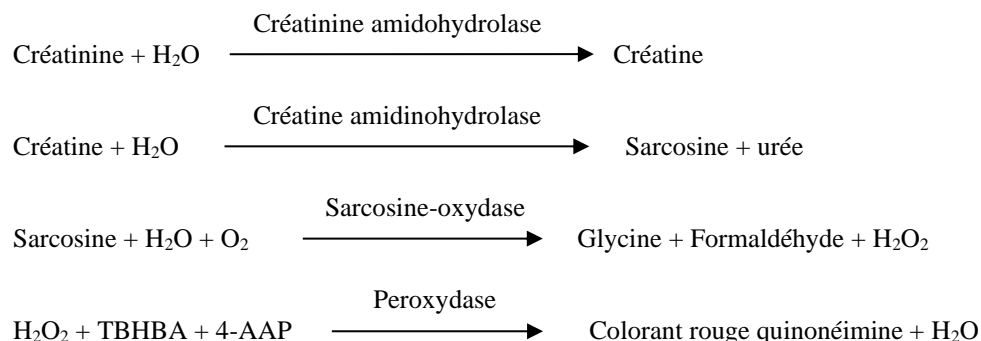 Créatinine amidohydrolase
Créatinine + H₂O Créatine
Créatine amidinohydrolase
Créatine + H₂O Sarcosine + urée
Sarcosine-oxydase
Sarcosine + H₂O + O₂ Glycine + Formaldéhyde + H₂O₂
Peroxydase
H₂O₂ + TBHBA + 4-AAP Colorant rouge quinonéimine + H₂O